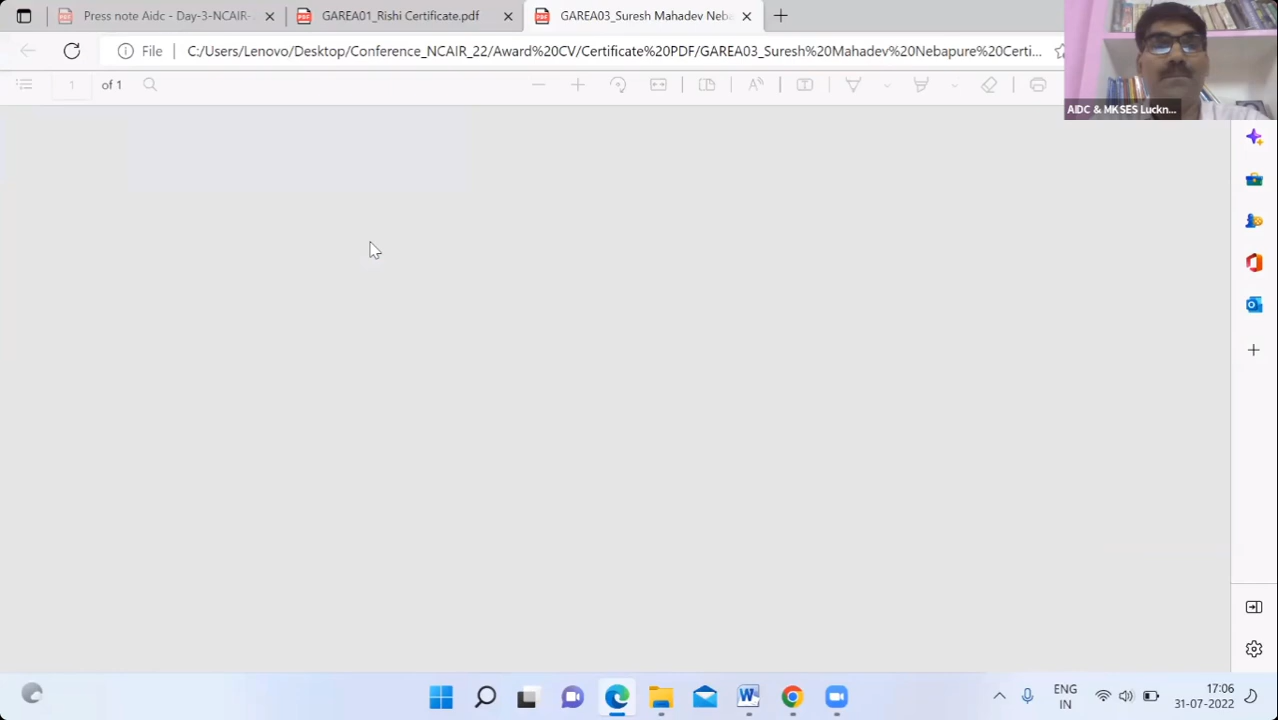 Press note Aidc - Day-3-NCAIR-
GAREA01_Rishi Certificate.pdf
GAREA03_Suresh Mahadev Neba
File
C:/Users/Lenovo/Desktop/Conference_NCAIR_22/Award%20CV/Certificate%20PDF/GAREA03_Suresh%20Mahadev%20Nebapure%20Certi...
1 of 1
AIDC & MKSES Luckn...
ENG
IN
17:06
31-07-2022